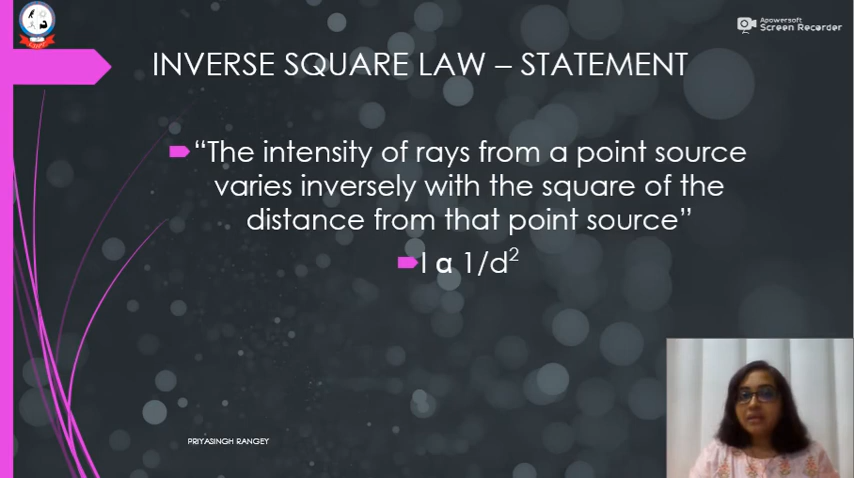 Apowersoft
Screen Recorder
INVERSE SQUARE LAW – STATEMENT
“The intensity of rays from a point source
varies inversely with the square of the
distance from that point source”
I α 1/d²
PRIYASINGH RANGEY